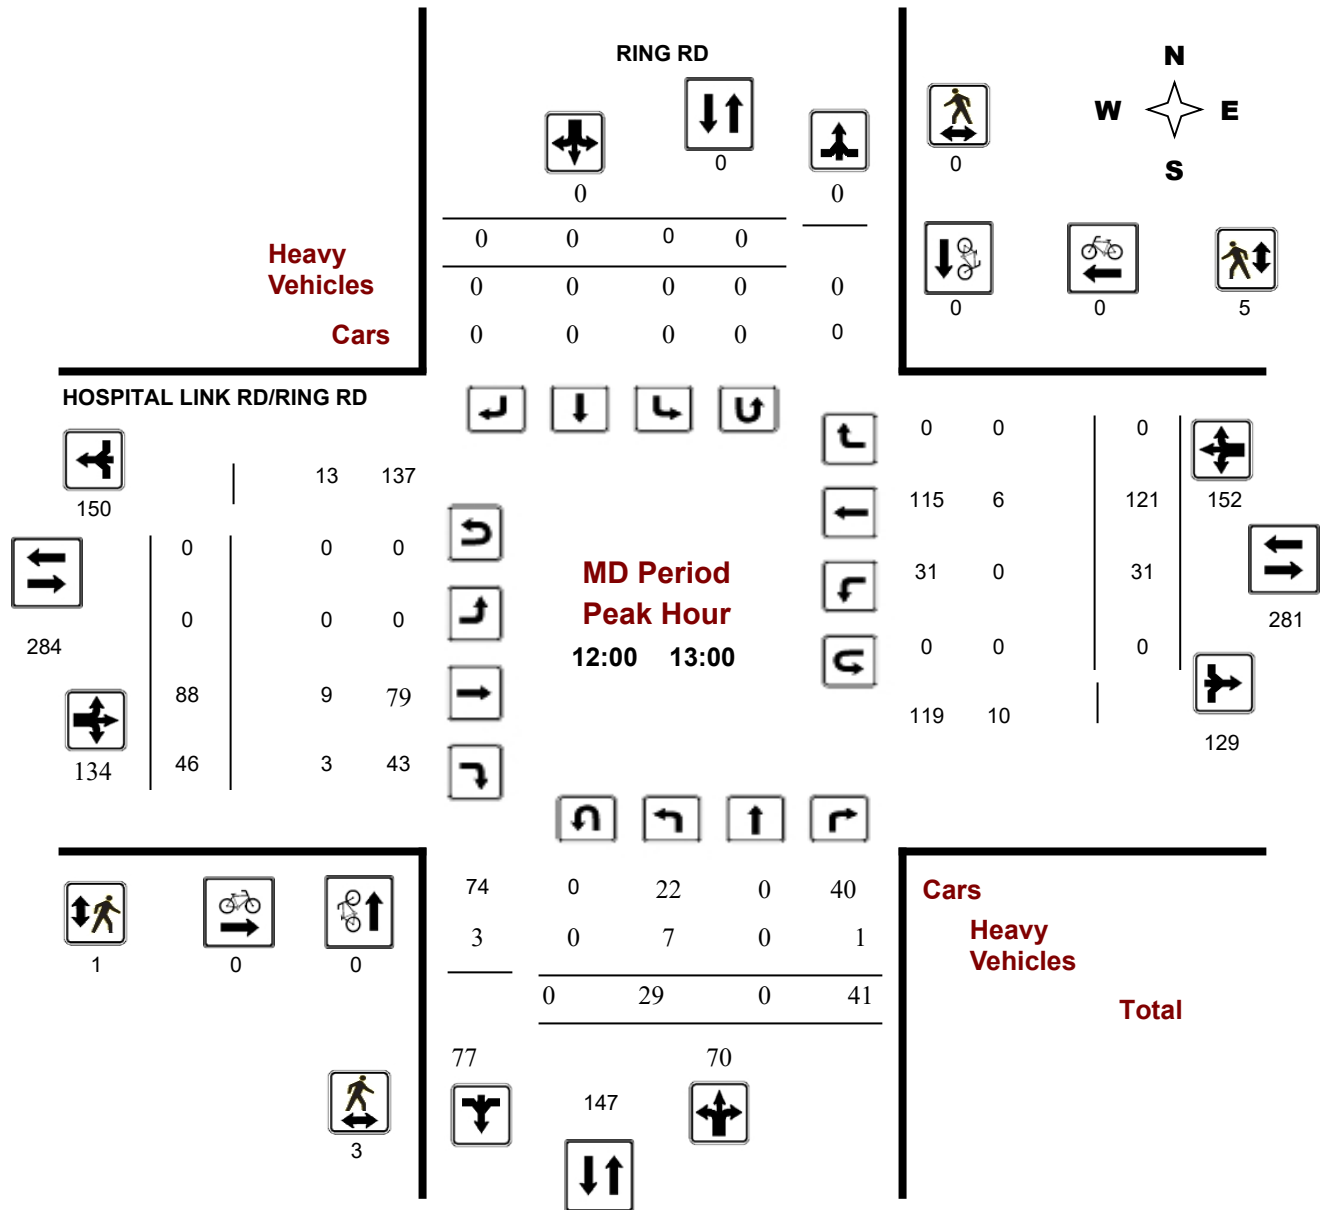 RING RD
N
W E
S
0
0
0 0
0
0 0 0 0
Heavy
Vehicles
0 0 0 0 0
0 0 5
Cars
0 0 0 0 0
HOSPITAL LINK RD/RING RD
0 0 0
13 137
150
115 6 121 152
0 0 0
MD Period
31 0 31
Peak Hour
0 0 0
284
281
12:00 13:00
0 0 0
88 9 79
119 10
129
134 46 3 43
74 0 22 0 40
Cars
3 0 7 0 1
Heavy
Vehicles
1 0 0
0 29 0 41
Total
77 70
147
3